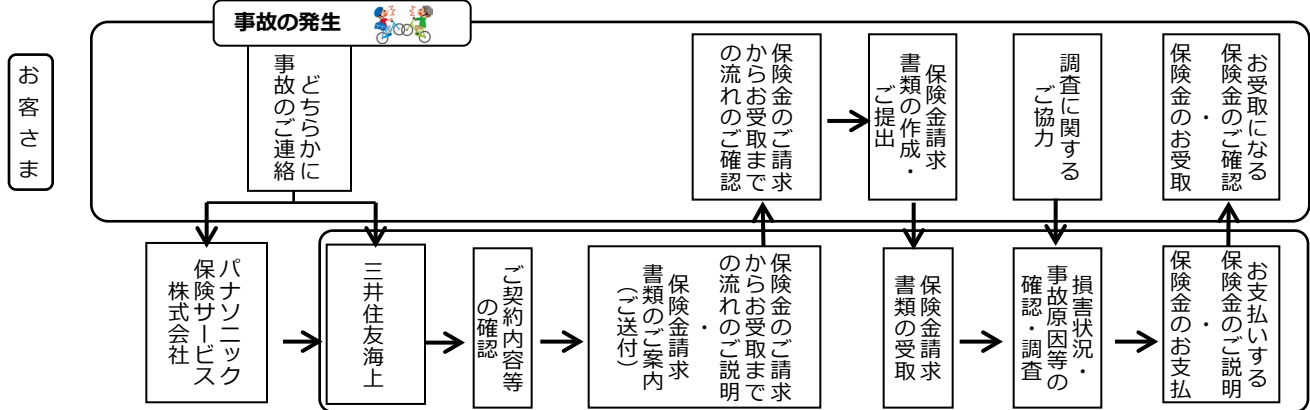 事故の発生
お客さま
どちらかに
事故のご連絡
保険金のご請求
からお受取まで
の流れのご確認
保険金請求
書類の作成・
ご提出
調査に関する
ご協力
お受取になる
保険金のご確認
・
保険金のお受取
パナソニック
保険サービス
株式会社
三井住友海上
ご契約内容等
の確認
保険金のご請求
からお受取まで
の流れのご説明
・
保険金請求
書類のご案内
（ご送付）
保険金請求
書類の受取
損害状況・
事故原因等の
確認・調査
お支払いする
保険金のご説明
・
保険金のお支払